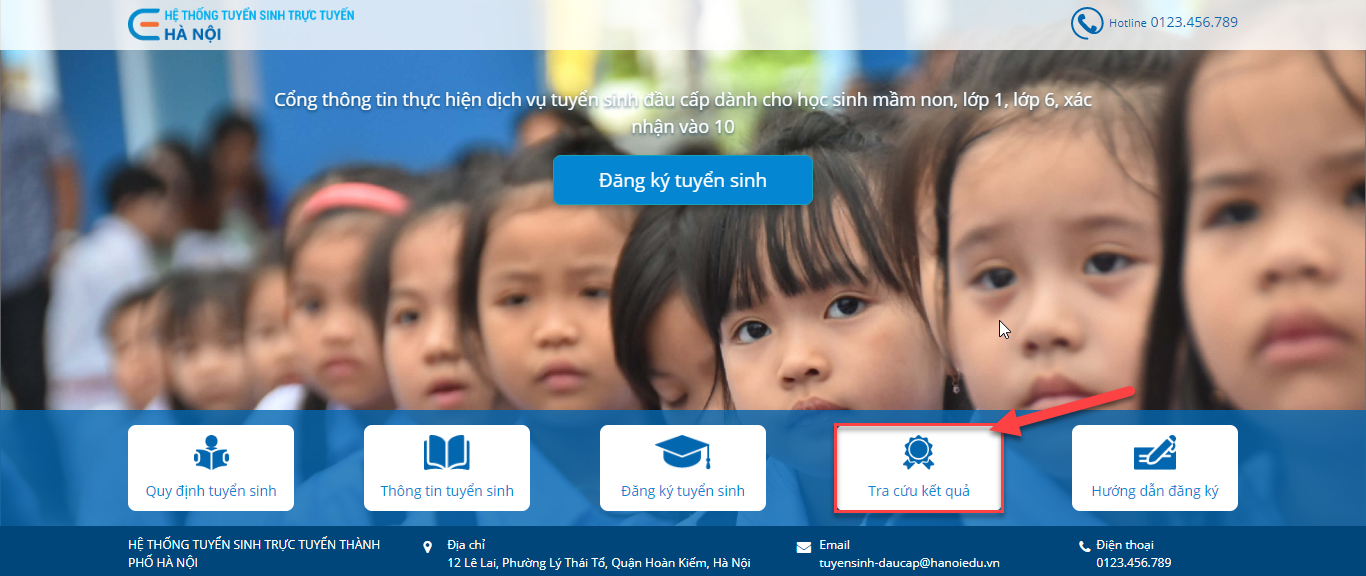 HỆ THỐNG TUYỂN SINH TRỰC TUYẾN
HÀ NỘI
Hotline 0123.456.789
Cổng thông tin thực hiện dịch vụ tuyển sinh đầu cấp dành cho học sinh mầm non, lớp 1, lớp 6, xác
nhận vào 10
Đăng ký tuyển sinh
Quy định tuyển sinh
Thông tin tuyển sinh
Đăng ký tuyển sinh
Tra cứu kết quả
Hướng dẫn đăng ký
HỆ THỐNG TUYỂN SINH TRỰC TUYẾN THÀNH
PHỐ HÀ NỘI
Địa chỉ
12 Lê Lai, Phường Lý Thái Tổ, Quận Hoàn Kiếm, Hà Nội
Email
tuyensinh-daucap@hanoiedu.vn
Điện thoại
0123.456.789